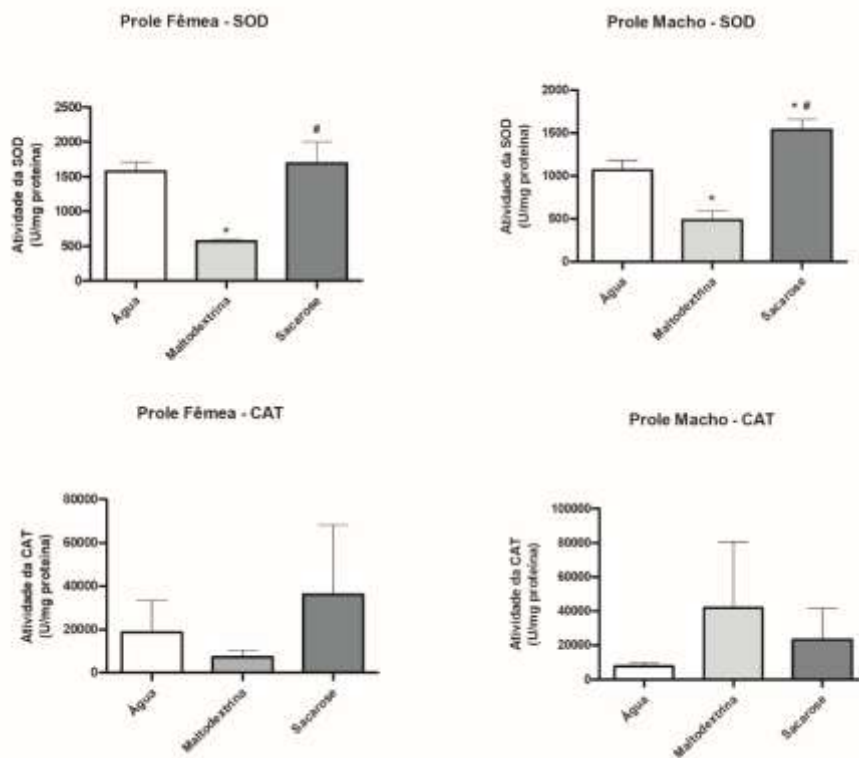 Prole Fêmea - SOD
Atividade da SOD
(U/mg proteína)
2500
2000
1500
1000
500
0
*
#
Água
Maltodextrina
Sacarose
Prole Macho - SOD
Atividade da SOD
(U/mg proteína)
2000
1500
1000
500
0
*
* #
Água
Maltodextrina
Sacarose
Prole Fêmea - CAT
Atividade da CAT
(U/mg proteína)
80000
60000
40000
20000
0
Água
Maltodextrina
Sacarose
Prole Macho - CAT
Atividade da CAT
(U/mg proteína)
100000
80000
60000
40000
20000
0
Água
Maltodextrina
Sacarose